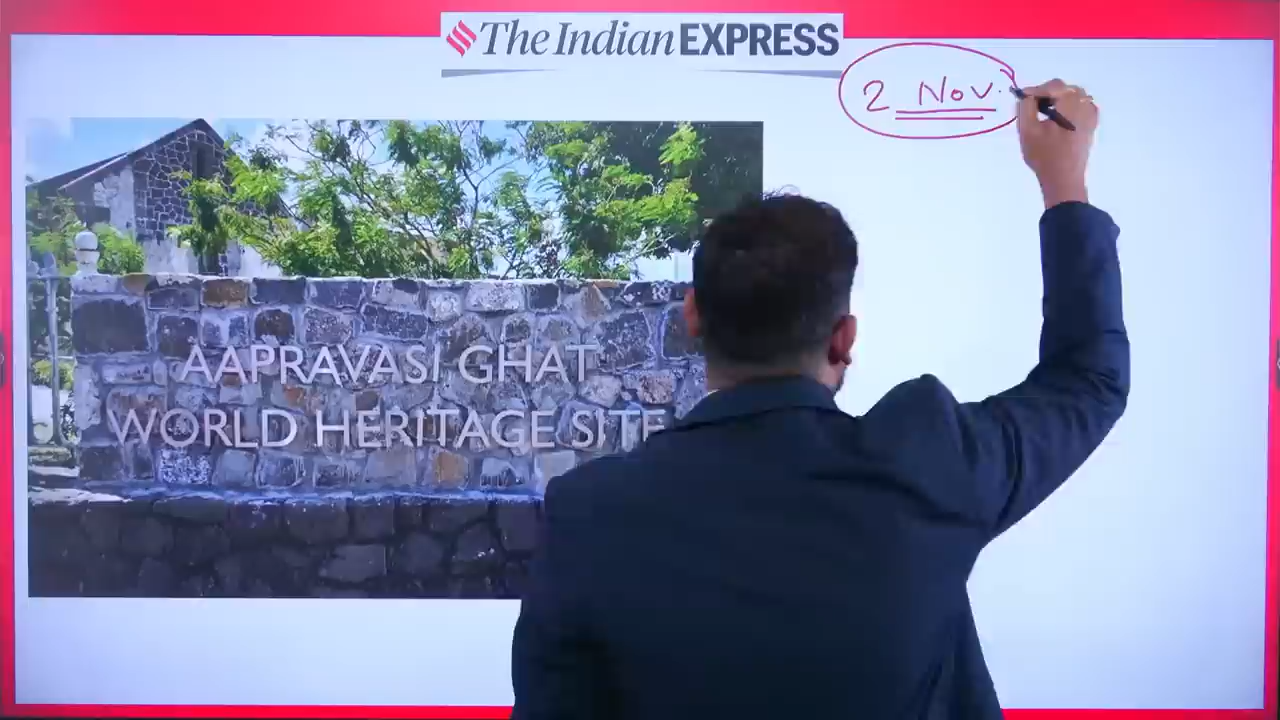 The Indian EXPRESS
2 Nov.
AAPRAVASI GHAT
WORLD HERITAGE SITE